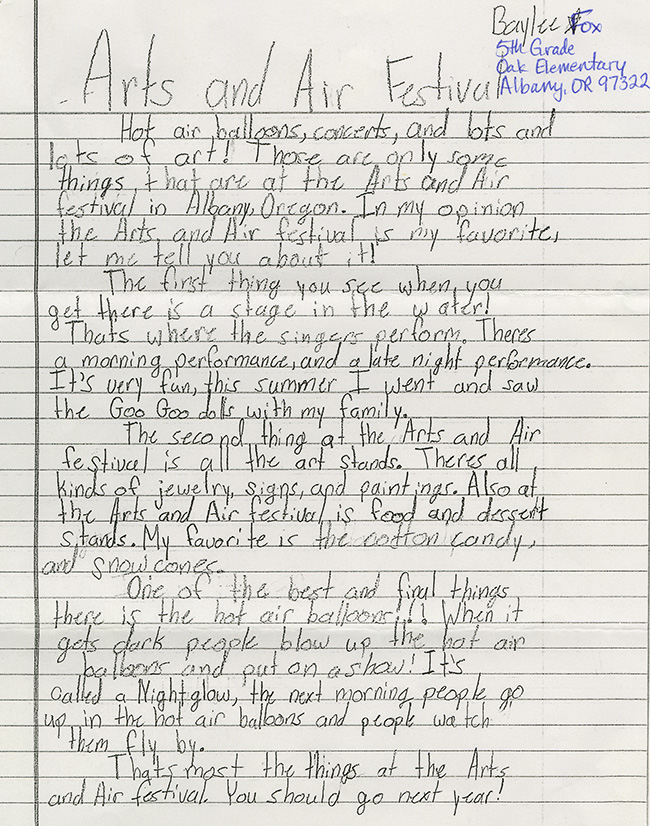 Baylee Fox
5th Grade
Oak Elementary
Albany, OR 97322
Arts and Air Festival
Hot air balloons, concerts, and lots and
lots of art! Those are only some
things, that are at the Arts and Air
festival in Albany, Oregon. In my opinion
the Arts and Air festival is my favorite,
let me tell you about it!
The first thing you see when you
get there is a stage in the water!
Thats where the singers perform. Theres
a morning performance, and a late night performance.
It's very fun, this summer I went and saw
the Goo Goo dolls with my family.
The second thing at the Arts and Air
festival is all the art stands. Theres all
kinds of jewelry, signs, and paintings. Also at
the Arts and Air festival is food and dessert
stands. My favorite is the cotton candy,
and snowcones.
One of the best and final things
there is the hot air balloons!!! When it
gets dark people blow up the hot air
balloons and put on a show! It's
called a Nightglow, the next morning people go
up in the hot air balloons and people watch
them fly by.
Thats most the things at the Arts
and Air festival. You should go next year!